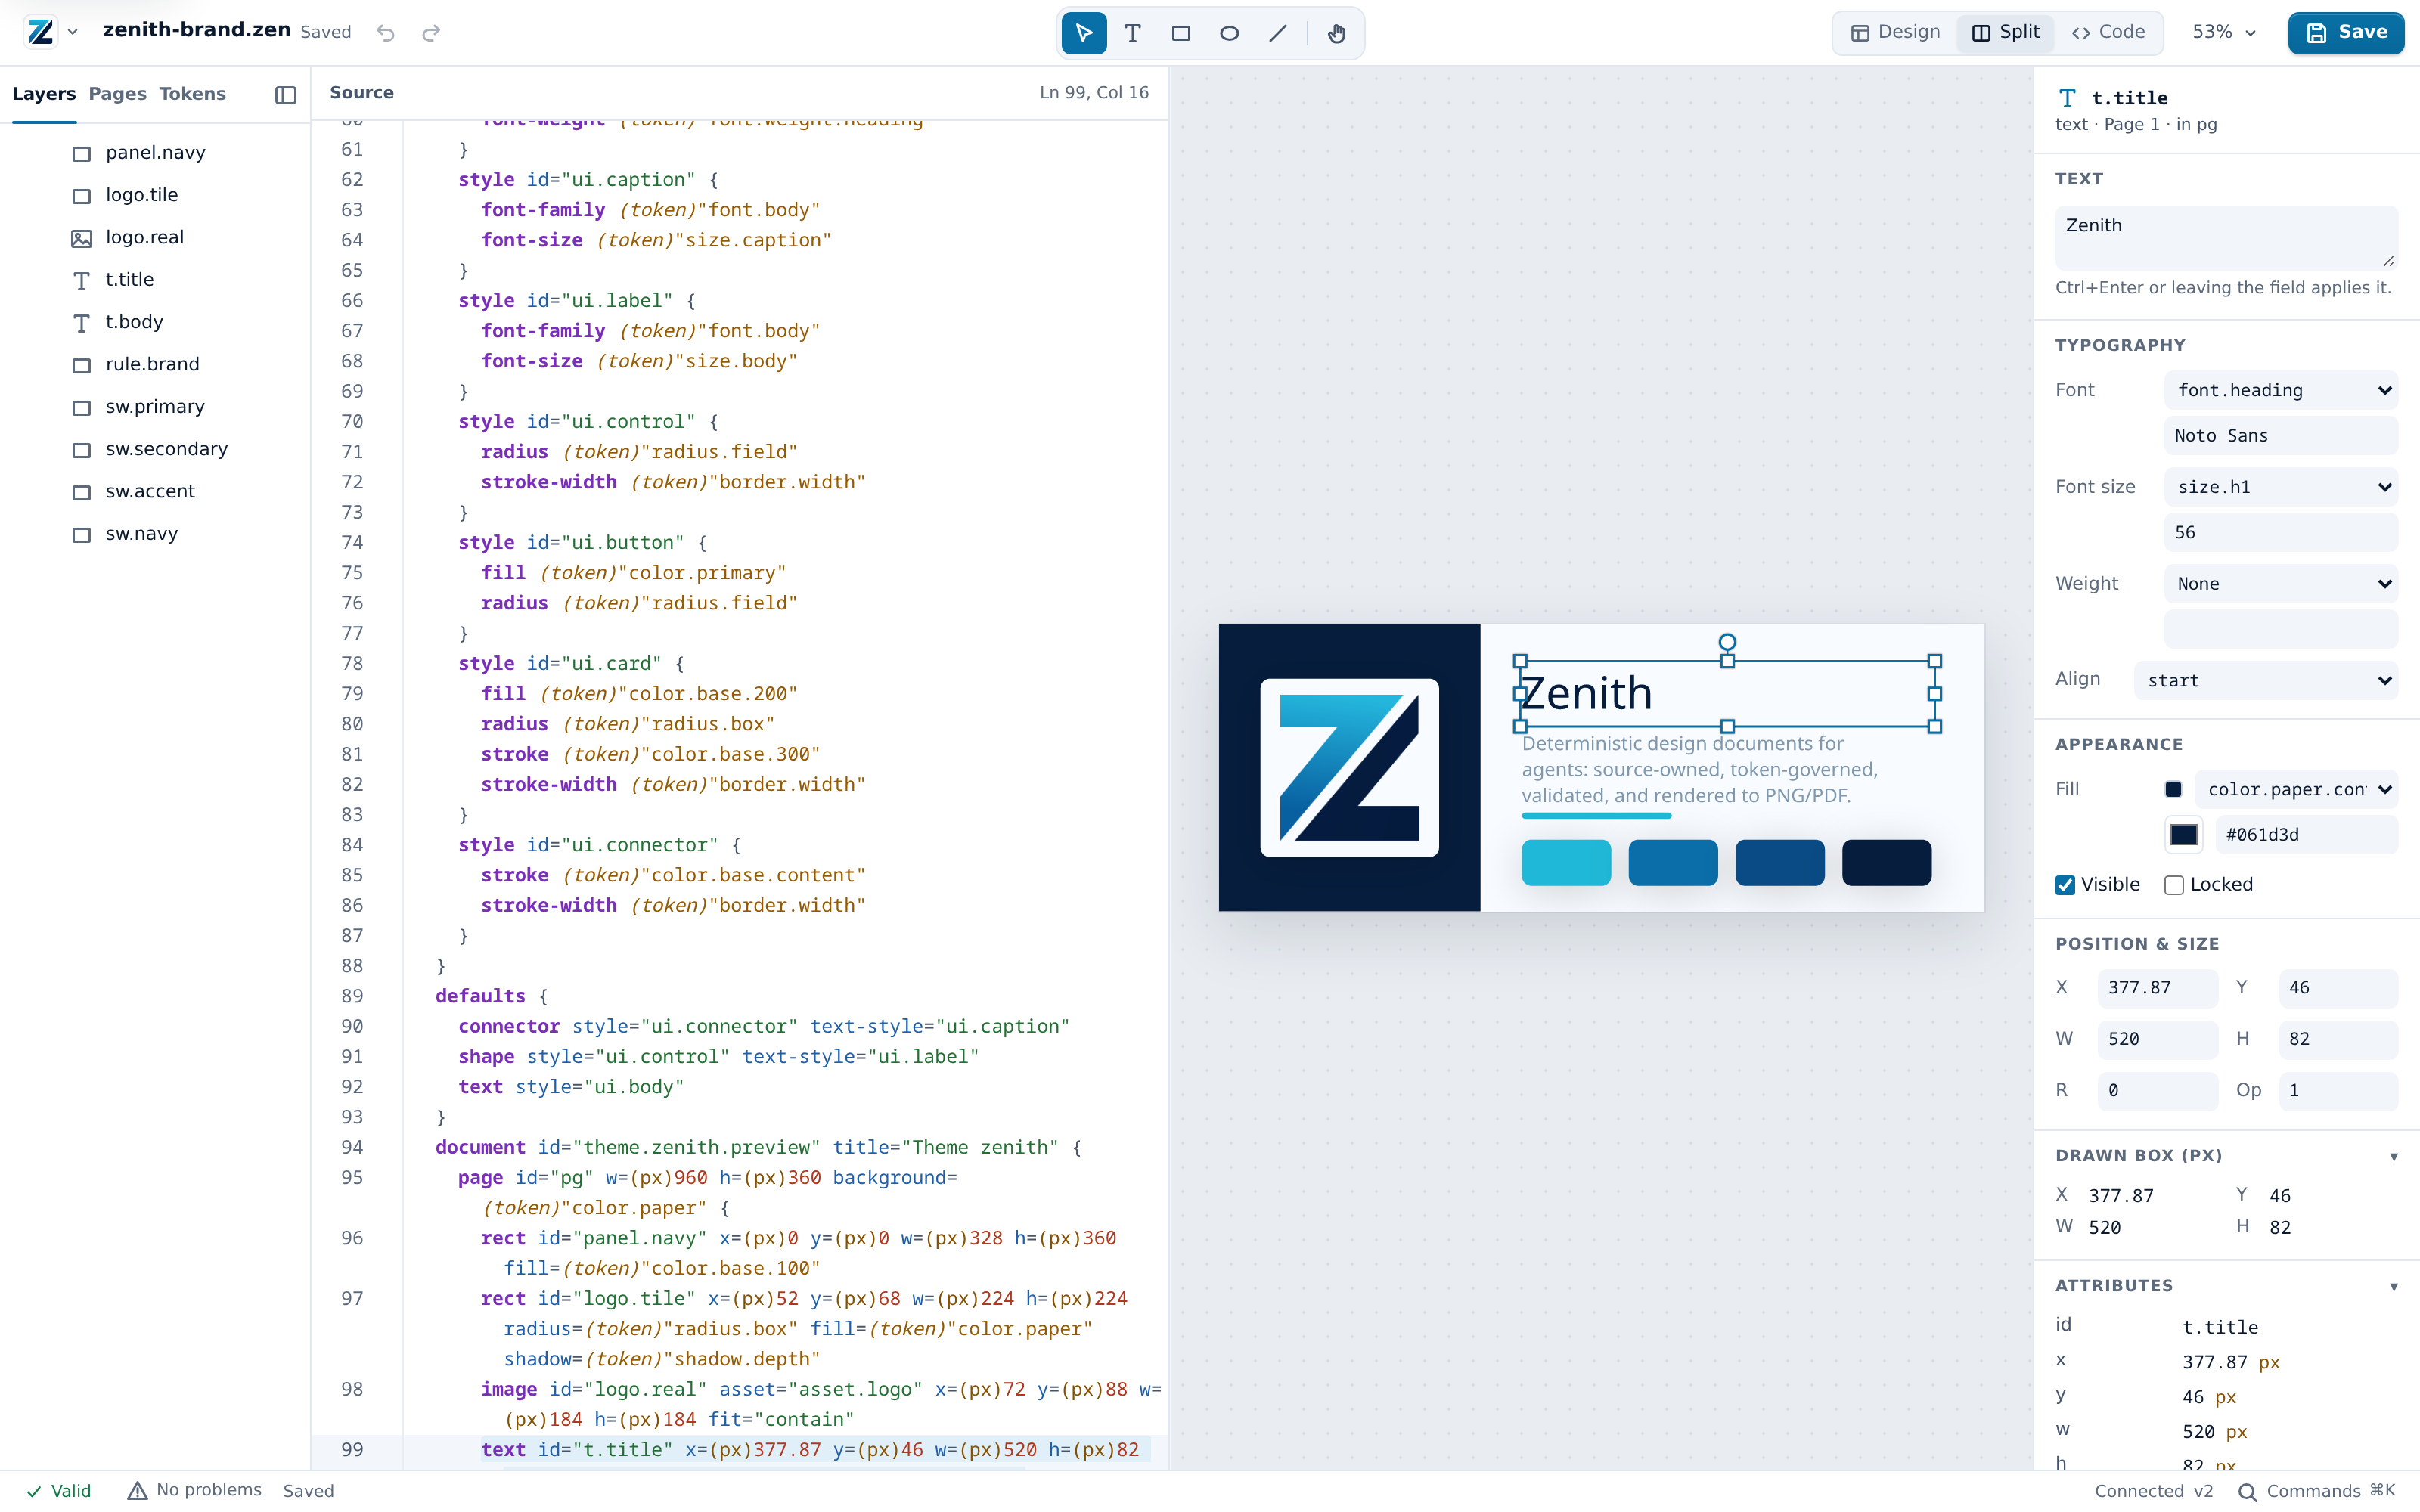 zenith-brand.zen Saved
Design Split Code 53% Save
Layers Pages Tokens
panel.navy
logo.tile
logo.real
t.title
t.body
rule.brand
sw.primary
sw.secondary
sw.accent
sw.navy
Source Ln 99, Col 16
60 font-weight (token)"font.weight.heading"
61 }
62 style id="ui.caption" {
63 font-family (token)"font.body"
64 font-size (token)"size.caption"
65 }
66 style id="ui.label" {
67 font-family (token)"font.body"
68 font-size (token)"size.body"
69 }
70 style id="ui.control" {
71 radius (token)"radius.field"
72 stroke-width (token)"border.width"
73 }
74 style id="ui.button" {
75 fill (token)"color.primary"
76 radius (token)"radius.field"
77 }
78 style id="ui.card" {
79 fill (token)"color.base.200"
80 radius (token)"radius.box"
81 stroke (token)"color.base.300"
82 stroke-width (token)"border.width"
83 }
84 style id="ui.connector" {
85 stroke (token)"color.base.content"
86 stroke-width (token)"border.width"
87 }
88 }
89 defaults {
90 connector style="ui.connector" text-style="ui.caption"
91 shape style="ui.control" text-style="ui.label"
92 text style="ui.body"
93 }
94 document id="theme.zenith.preview" title="Theme zenith" {
95 page id="pg" w=(px)960 h=(px)360 background=
(token)"color.paper" {
96 rect id="panel.navy" x=(px)0 y=(px)0 w=(px)328 h=(px)360
fill=(token)"color.base.100"
97 rect id="logo.tile" x=(px)52 y=(px)68 w=(px)224 h=(px)224
radius=(token)"radius.box" fill=(token)"color.paper"
shadow=(token)"shadow.depth"
98 image id="logo.real" asset="asset.logo" x=(px)72 y=(px)88 w=
(px)184 h=(px)184 fit="contain"
99 text id="t.title" x=(px)377.87 y=(px)46 w=(px)520 h=(px)82
Zenith
Deterministic design documents for
agents: source-owned, token-governed,
validated, and rendered to PNG/PDF.
t.title
text · Page 1 · in pg
TEXT
Zenith
Ctrl+Enter or leaving the field applies it.
TYPOGRAPHY
Font font.heading
Noto Sans
Font size size.h1
56
Weight None
Align start
APPEARANCE
Fill color.paper.con
#061d3d
Visible Locked
POSITION & SIZE
X 377.87 Y 46
W 520 H 82
R 0 Op 1
DRAWN BOX (PX) ▼
X 377.87 Y 46
W 520 H 82
ATTRIBUTES ▼
id t.title
x 377.87 px
y 46 px
w 520 px
h 82 px
Valid No problems Saved
Connected v2 Commands ⌘K